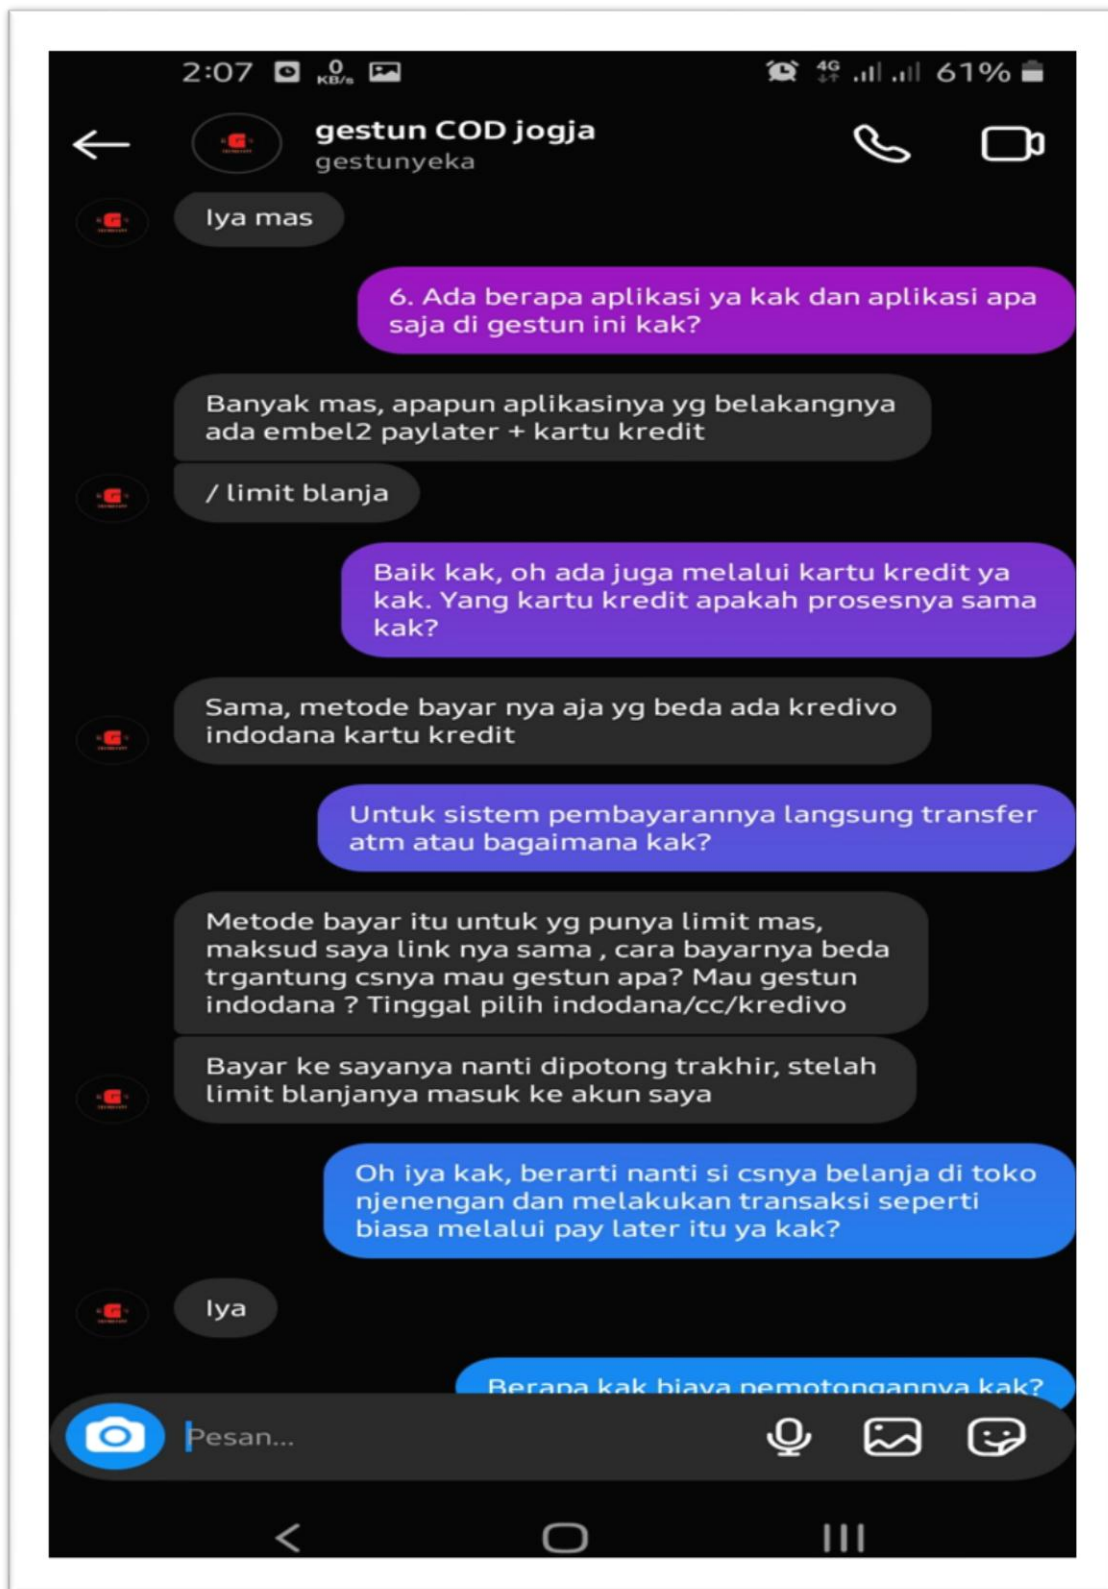 2:07 0 KB/s 4G 61%
gestun COD jogja
gestunyeka
Iya mas
6. Ada berapa aplikasi ya kak dan aplikasi apa
saja di gestun ini kak?
Banyak mas, apapun aplikasinya yg belakangnya
ada embel2 paylater + kartu kredit
/ limit blanja
Baik kak, oh ada juga melalui kartu kredit ya
kak. Yang kartu kredit apakah prosesnya sama
kak?
Sama, metode bayar nya aja yg beda ada kredivo
indodana kartu kredit
Untuk sistem pembayarannya langsung transfer
atm atau bagaimana kak?
Metode bayar itu untuk yg punya limit mas,
maksud saya link nya sama , cara bayarnya beda
trgantung csnya mau gestun apa? Mau gestun
indodana ? Tinggal pilih indodana/cc/kredivo
Bayar ke sayanya nanti dipotong trakhir, stelah
limit blanjanya masuk ke akun saya
Oh iya kak, berarti nanti si csnya belanja di toko
njenengan dan melakukan transaksi seperti
biasa melalui pay later itu ya kak?
Iya
Berapa kak biaya pemotongannya kak?
Pesan...